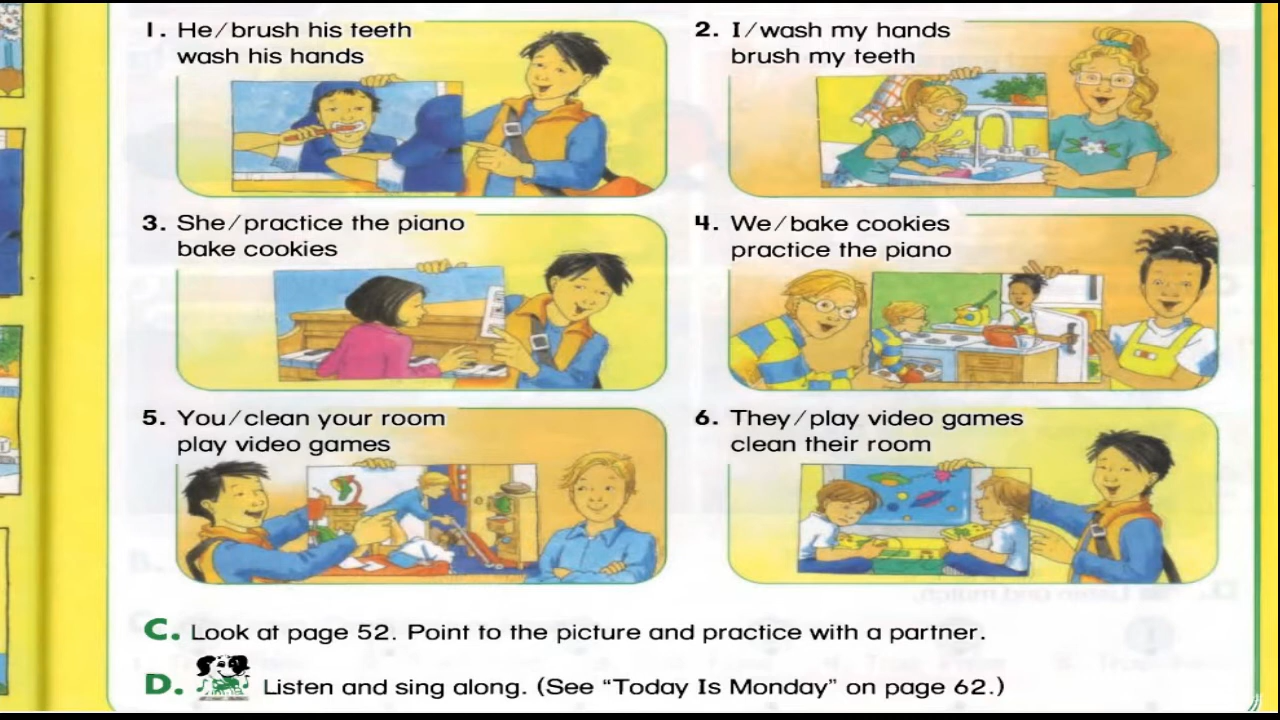 1. He/brush his teeth
wash his hands
2. I/wash my hands
brush my teeth
3. She/practice the piano
bake cookies
4. We/bake cookies
practice the piano
5. You/clean your room
play video games
6. They/play video games
clean their room
C. Look at page 52. Point to the picture and practice with a partner.
D. Listen and sing along. (See “Today Is Monday” on page 62.)